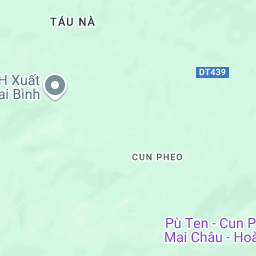 TÁU NÀ
DT439
H Xuất
ai Bình
CUN PHEO
Pù Ten - Cun P
Mai Châu - Hoà